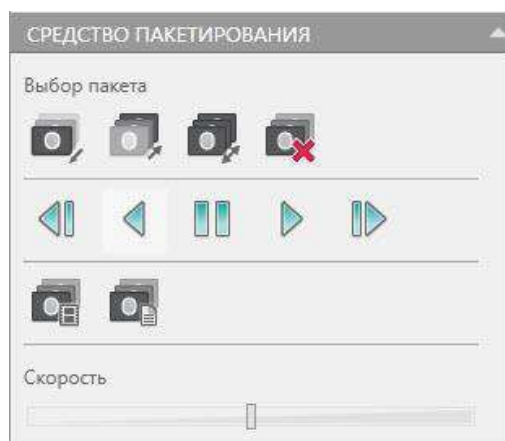 СРЕДСТВО ПАКЕТИРОВАНИЯ
Выбор пакета
Скорость